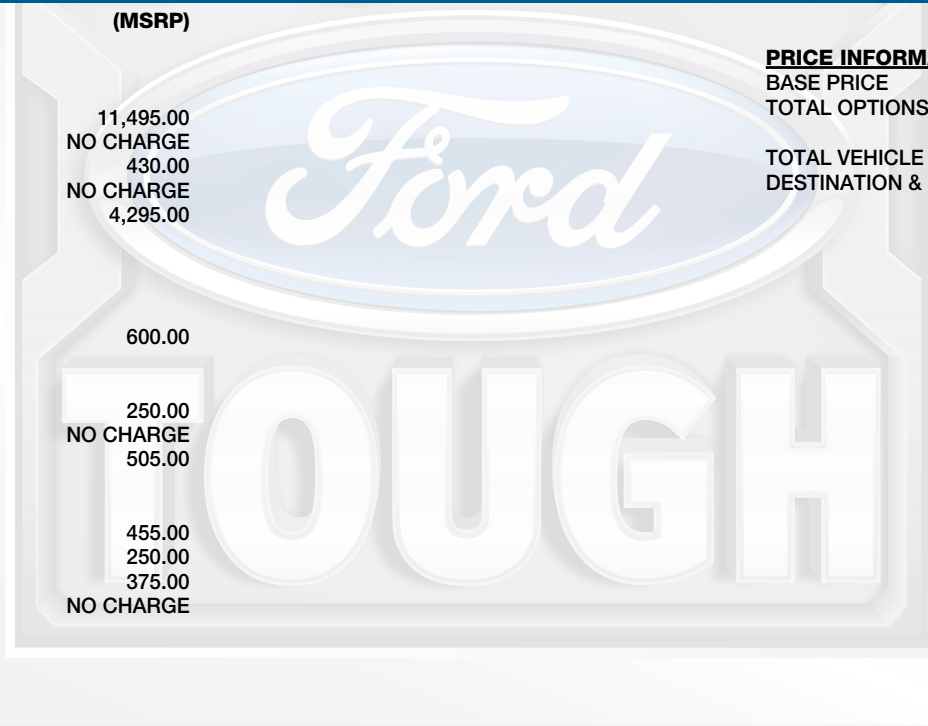 (MSRP)
11,495.00
NO CHARGE
430.00
NO CHARGE
4,295.00
600.00
250.00
NO CHARGE
505.00
455.00
250.00
375.00
NO CHARGE
PRICE INFORMA
BASE PRICE
TOTAL OPTIONS
TOTAL VEHICLE
DESTINATION &
Ford
TOUGH